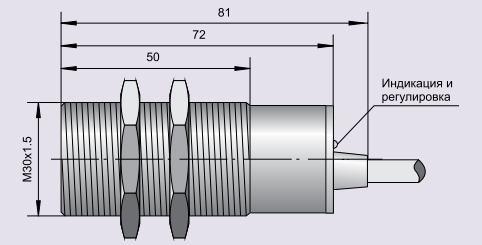 81
72
50
Индикация и
регулировка
M30x1.5